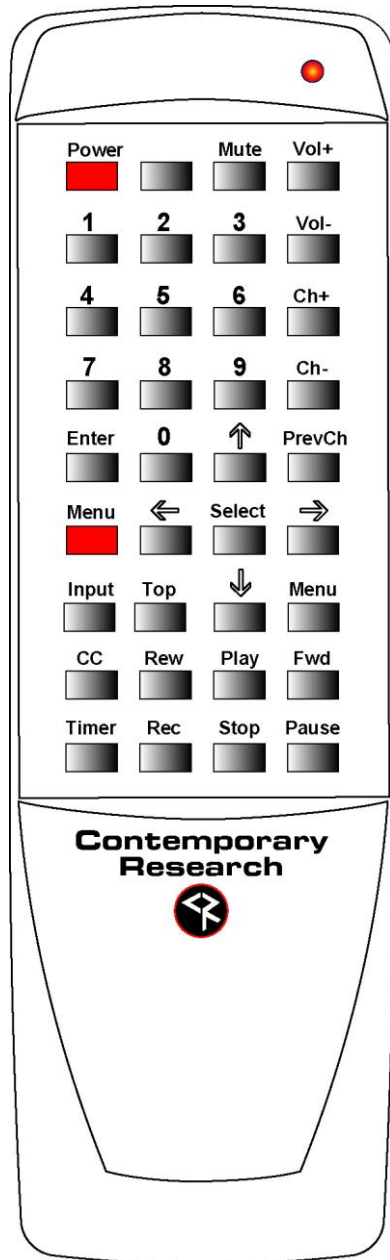 Power Mute Vol+
1 2 3 Vol-
4 5 6 Ch+
7 8 9 Ch-
Enter 0 ↑ PrevCh
Menu ← Select →
Input Top ↓ Menu
CC Rew Play Fwd
Timer Rec Stop Pause
Contemporary
Research